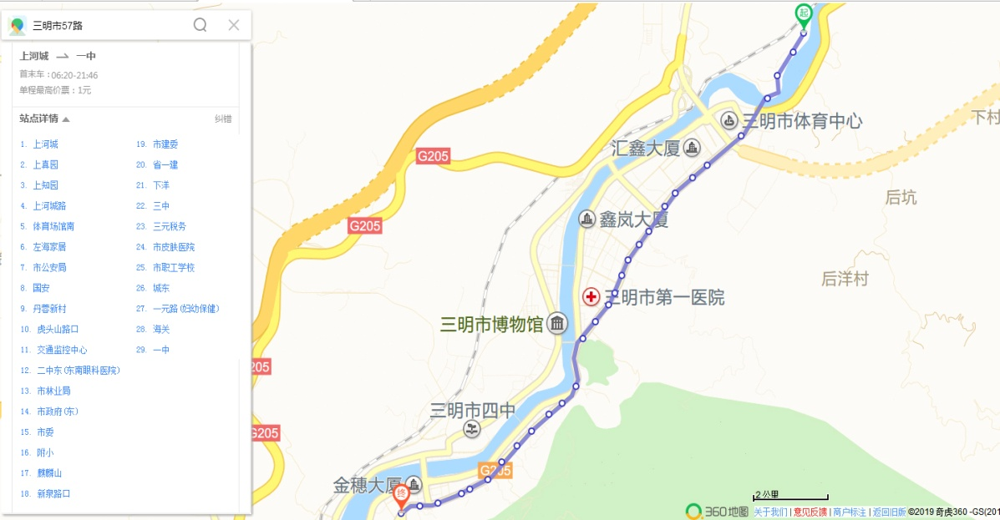 三明市57路
上河城 → 一中
首末车：06:20-21:46
单程最高价票：1元
站点详情 纠错
1. 上河城
2. 上真园
3. 上知园
4. 上河城路
5. 体育场馆南
6. 左海家居
7. 市公安局
8. 国安
9. 丹蓉新村
10. 虎头山路口
11. 交通监控中心
12. 二中东(东南眼科医院)
13. 市林业局
14. 市政府(东)
15. 市委
16. 附小
17. 麒麟山
18. 新泉路口
19. 市建委
20. 省一建
21. 下洋
22. 三中
23. 三元税务
24. 市皮肤医院
25. 市职工学校
26. 城东
27. 一元路(妇幼保健)
28. 海关
29. 一中
起
三明市体育中心
下村
汇鑫大厦
G205
后坑
鑫岚大厦
G205
后洋村
三明市第一医院
三明市博物馆
205
三明市四中
G205
G205
金穗大厦
终
2公里
360地图 关于我们 | 意见反馈 | 商户标注 | 返回旧版 ©2019 奇虎360 -GS(201